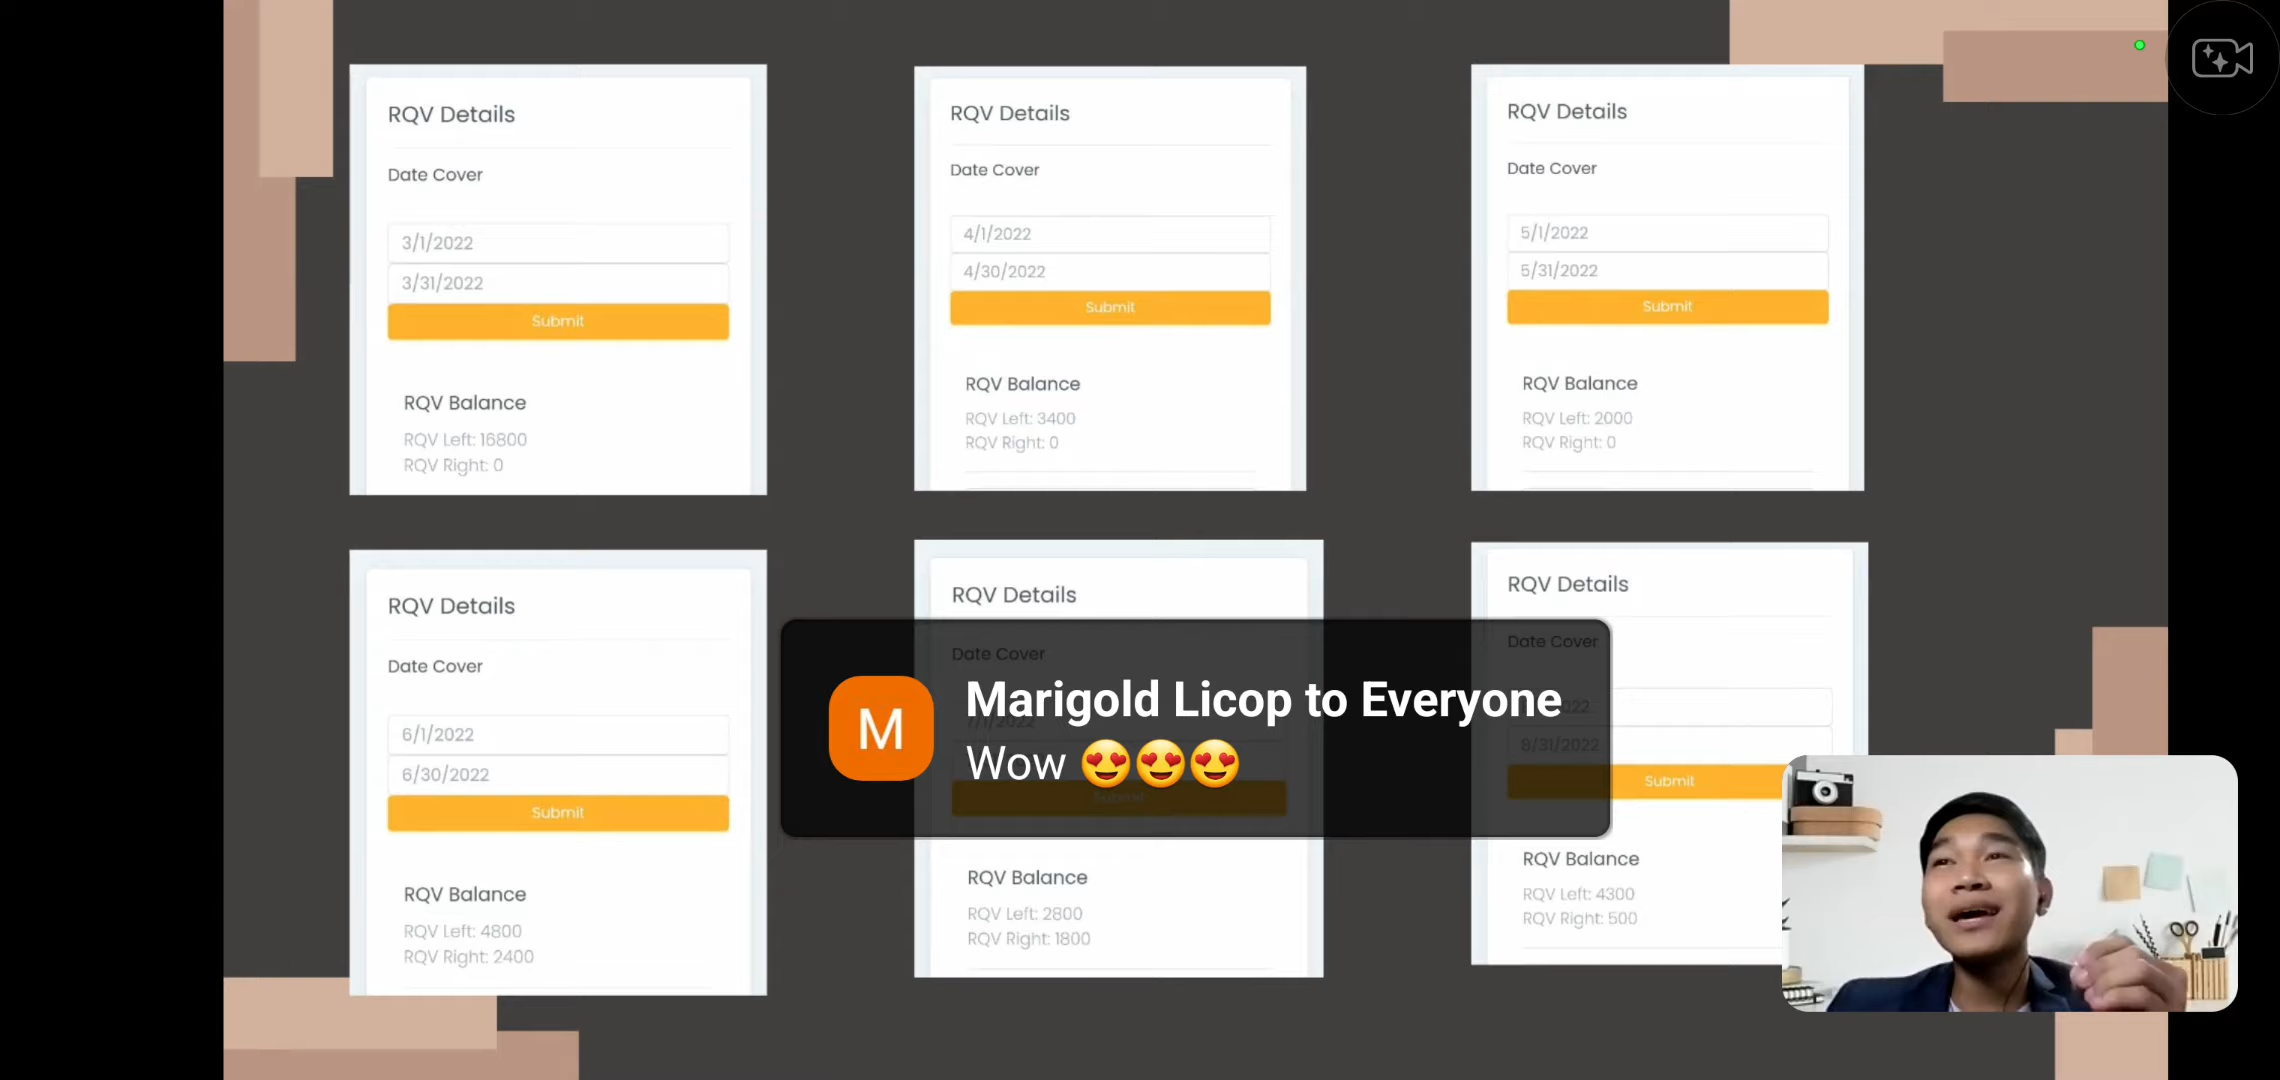 RQV Details
Date Cover
3/1/2022
3/31/2022
Submit
RQV Balance
RQV Left: 16800
RQV Right: 0
RQV Details
Date Cover
4/1/2022
4/30/2022
Submit
RQV Balance
RQV Left: 3400
RQV Right: 0
RQV Details
Date Cover
5/1/2022
5/31/2022
Submit
RQV Balance
RQV Left: 2000
RQV Right: 0
RQV Details
Date Cover
6/1/2022
6/30/2022
Submit
RQV Balance
RQV Left: 4800
RQV Right: 2400
RQV Details
Date Cover
7/1/2022
Submit
RQV Balance
RQV Left: 2800
RQV Right: 1800
RQV Details
Date Cover
8/31/2022
Submit
RQV Balance
RQV Left: 4300
RQV Right: 500
M
Marigold Licop to Everyone
Wow 😍😍😍